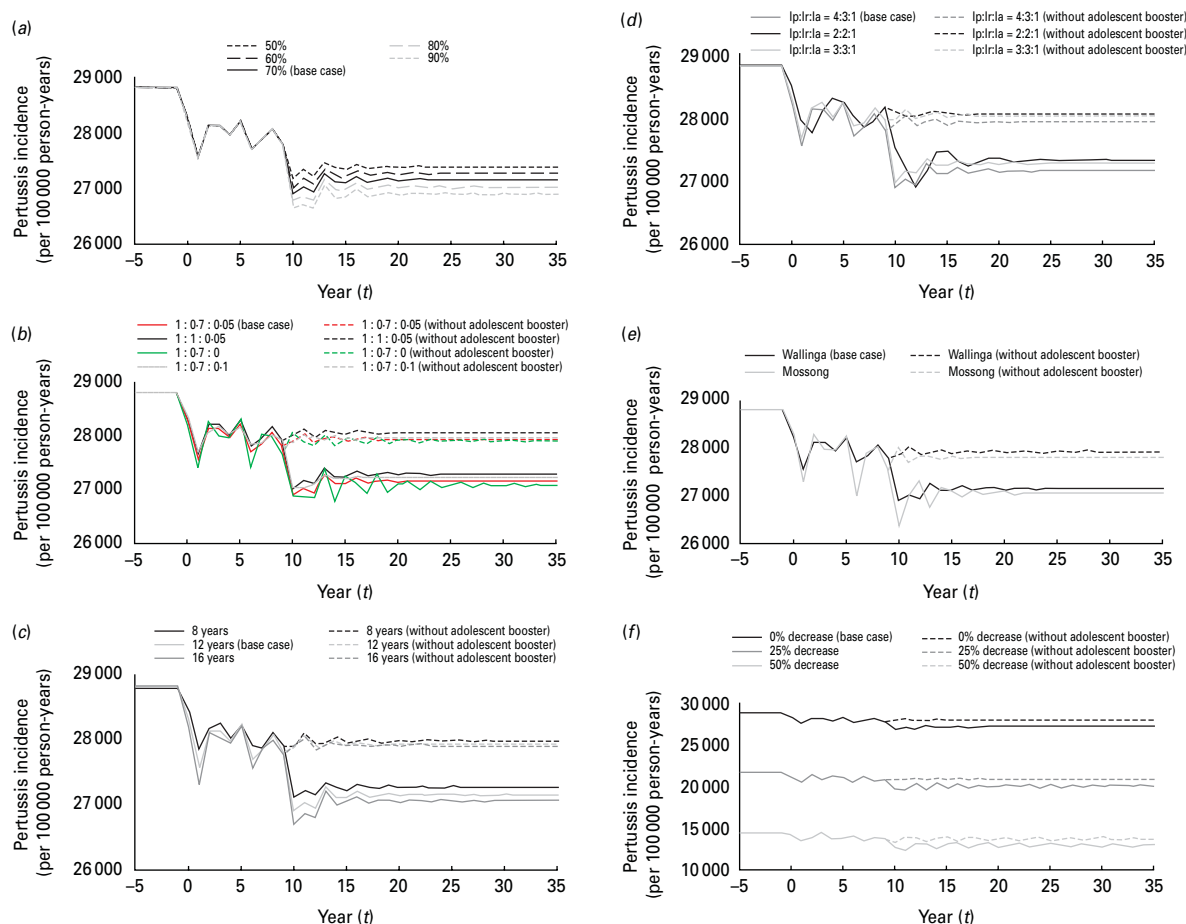 (a)
50%
60%
70% (base case)
80%
90%
Pertussis incidence
(per 100 000 person-years)
29 000
28 000
27 000
26 000
–5 0 5 10 15 20 25 30 35
Year (t)
(b)
1 : 0·7 : 0·05 (base case)
1 : 1 : 0·05
1 : 0·7 : 0
1 : 0·7 : 0·1
1 : 0·7 : 0·05 (without adolescent booster)
1 : 1 : 0·05 (without adolescent booster)
1 : 0·7 : 0 (without adolescent booster)
1 : 0·7 : 0·1 (without adolescent booster)
Pertussis incidence
(per 100 000 person-years)
29 000
28 000
27 000
26 000
–5 0 5 10 15 20 25 30 35
Year (t)
(c)
8 years
12 years (base case)
16 years
8 years (without adolescent booster)
12 years (without adolescent booster)
16 years (without adolescent booster)
Pertussis incidence
(per 100 000 person-years)
29 000
28 000
27 000
26 000
–5 0 5 10 15 20 25 30 35
Year (t)
(d)
Ip:Ir:Ia = 4:3:1 (base case)
Ip:Ir:Ia = 2:2:1
Ip:Ir:Ia = 3:3:1
Ip:Ir:Ia = 4:3:1 (without adolescent booster)
Ip:Ir:Ia = 2:2:1 (without adolescent booster)
Ip:Ir:Ia = 3:3:1 (without adolescent booster)
Pertussis incidence
(per 100 000 person-years)
29 000
28 000
27 000
26 000
–5 0 5 10 15 20 25 30 35
Year (t)
(e)
Wallinga (base case)
Mossong
Wallinga (without adolescent booster)
Mossong (without adolescent booster)
Pertussis incidence
(per 100 000 person-years)
29 000
28 000
27 000
26 000
–5 0 5 10 15 20 25 30 35
Year (t)
(f)
0% decrease (base case)
25% decrease
50% decrease
0% decrease (without adolescent booster)
25% decrease (without adolescent booster)
50% decrease (without adolescent booster)
Pertussis incidence
(per 100 000 person-years)
30 000
25 000
20 000
15 000
10 000
–5 0 5 10 15 20 25 30 35
Year (t)